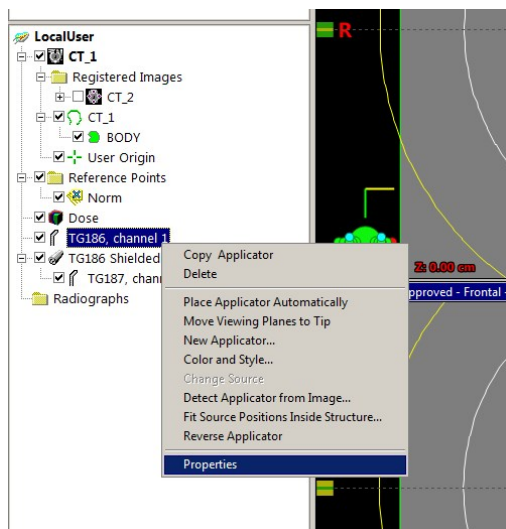 LocalUser
CT_1
Registered Images
CT_2
CT_1
BODY
User Origin
Reference Points
Norm
Dose
TG186, channel 1
TG186 Shielded
TG187, chan
Radiographs
Copy Applicator
Delete
Place Applicator Automatically
Move Viewing Planes to Tip
New Applicator...
Color and Style...
Change Source
Detect Applicator from Image...
Fit Source Positions Inside Structure...
Reverse Applicator
Properties
R
Z: 0.00 cm
pproved - Frontal -